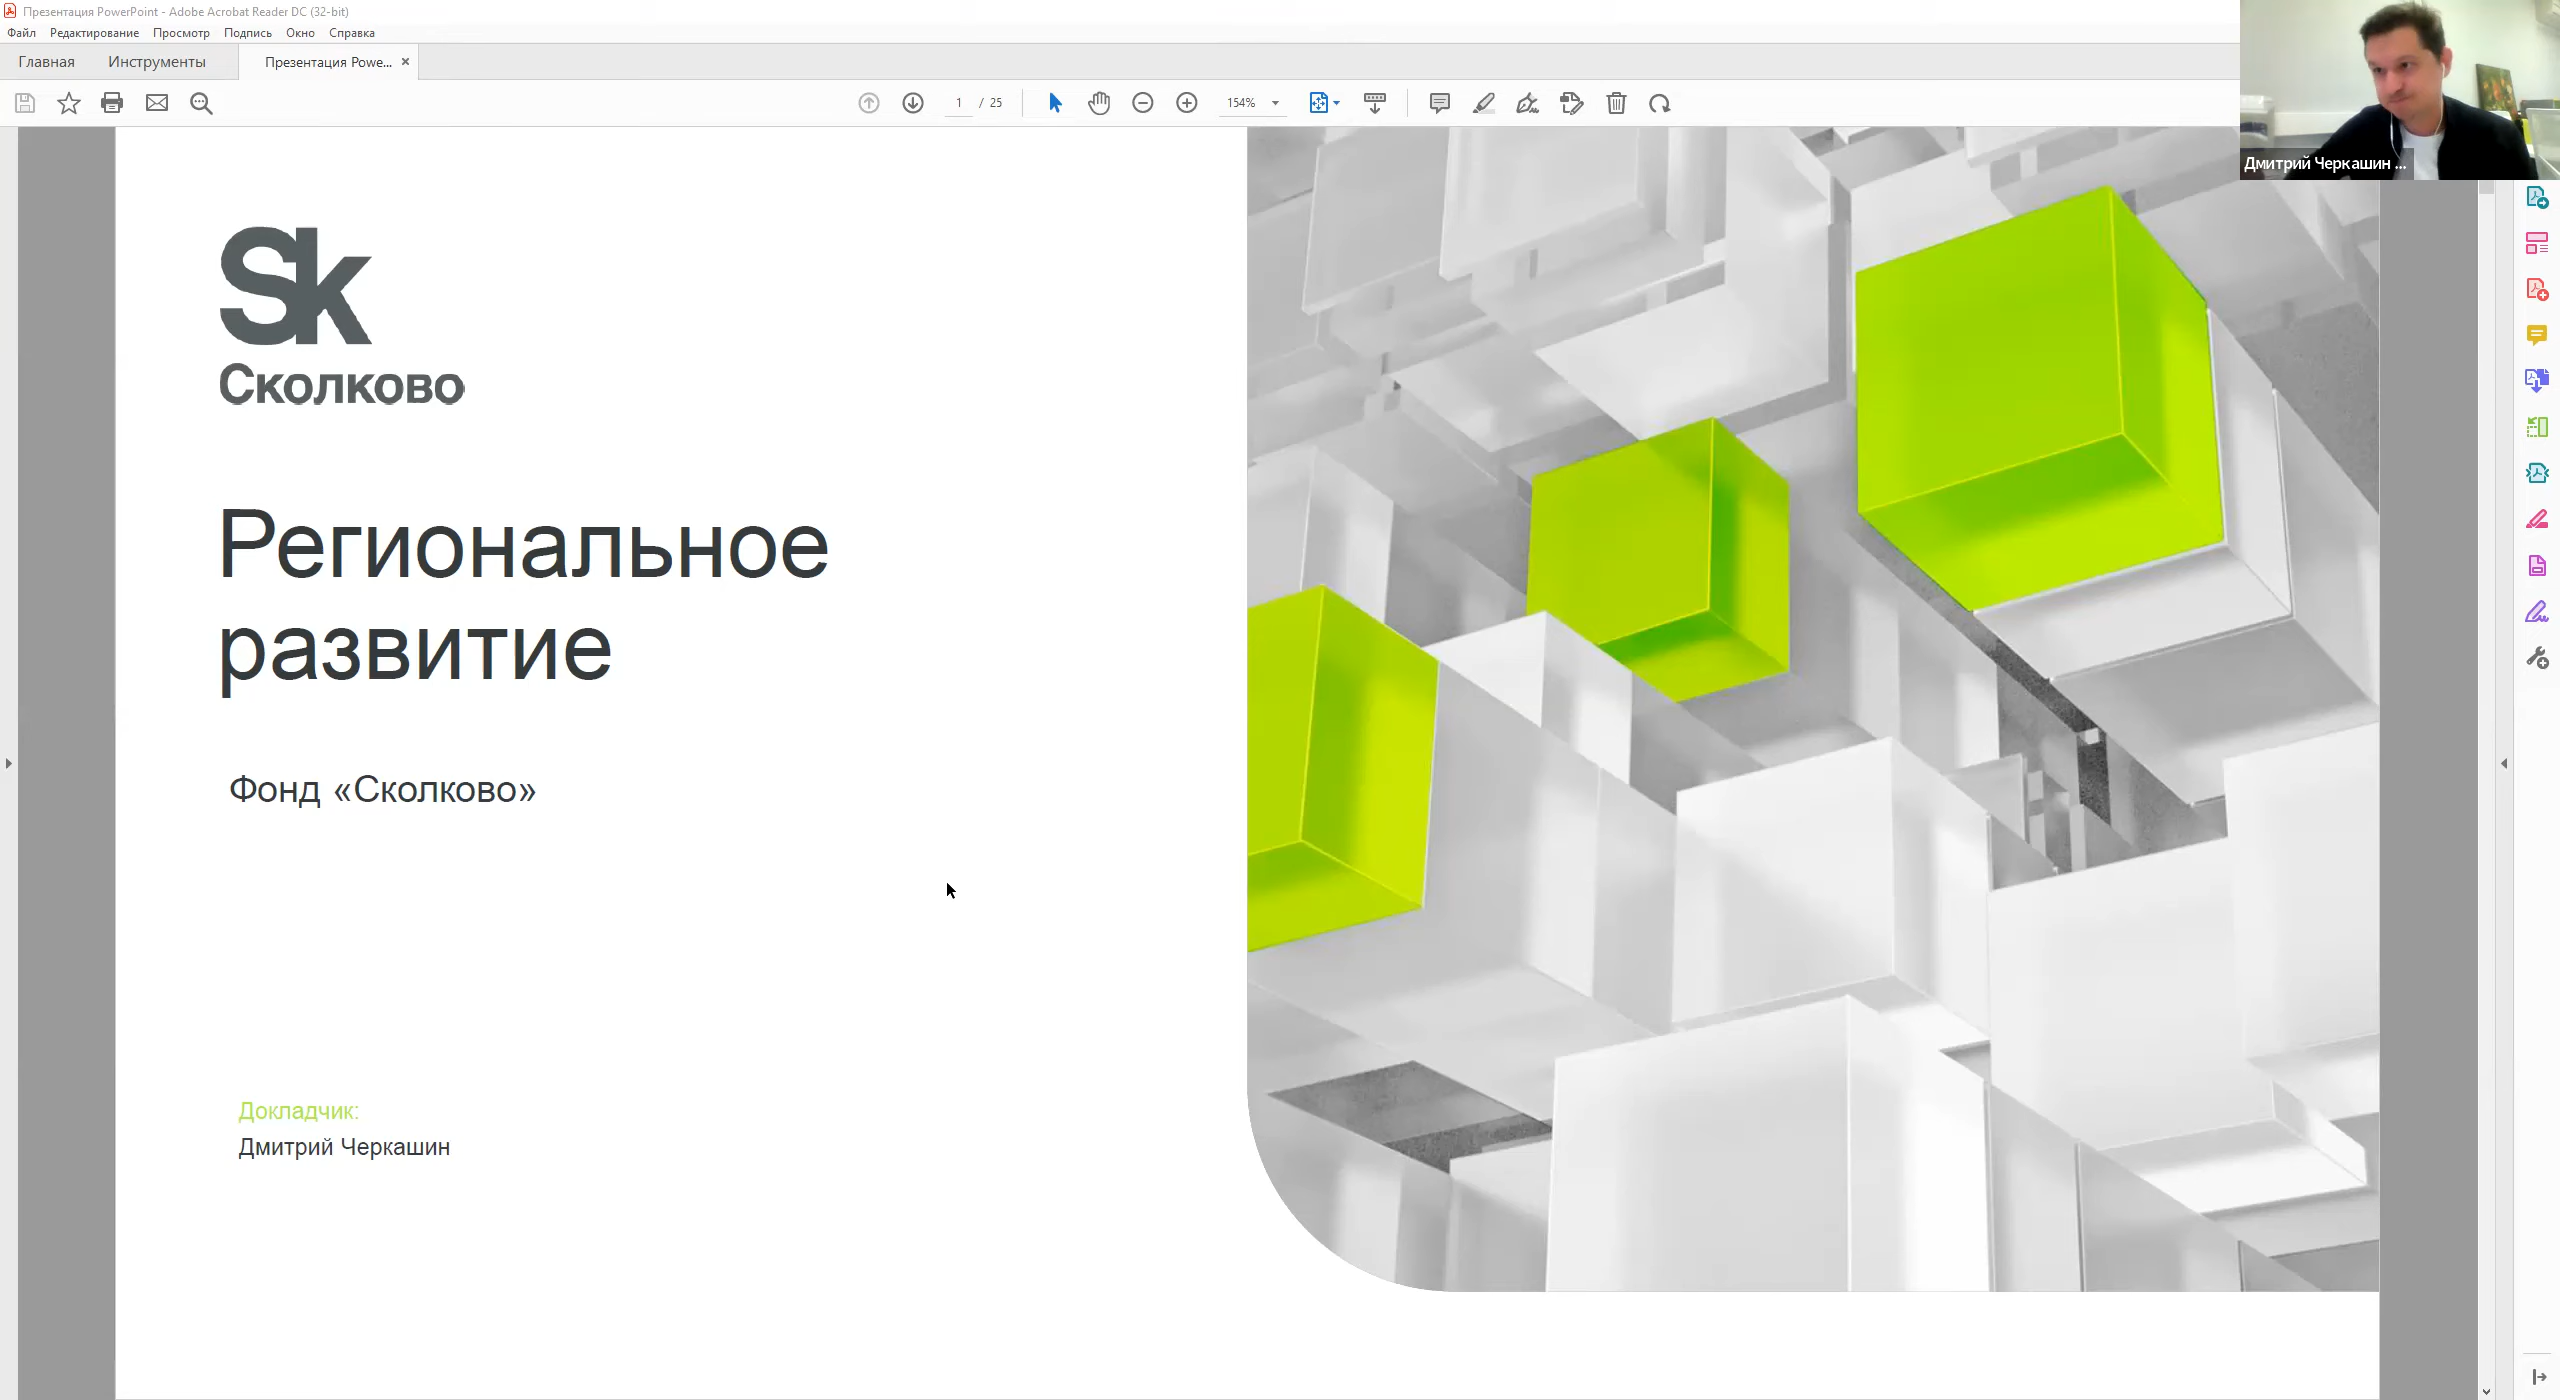 Презентация PowerPoint - Adobe Acrobat Reader DC (32-bit)
Файл Редактирование Просмотр Подпись Окно Справка
Главная Инструменты Презентация Powe... ×
1 / 25 154%
Дмитрий Черкашин ...
Sk
Сколково
Региональное
развитие
Фонд «Сколково»
Докладчик:
Дмитрий Черкашин